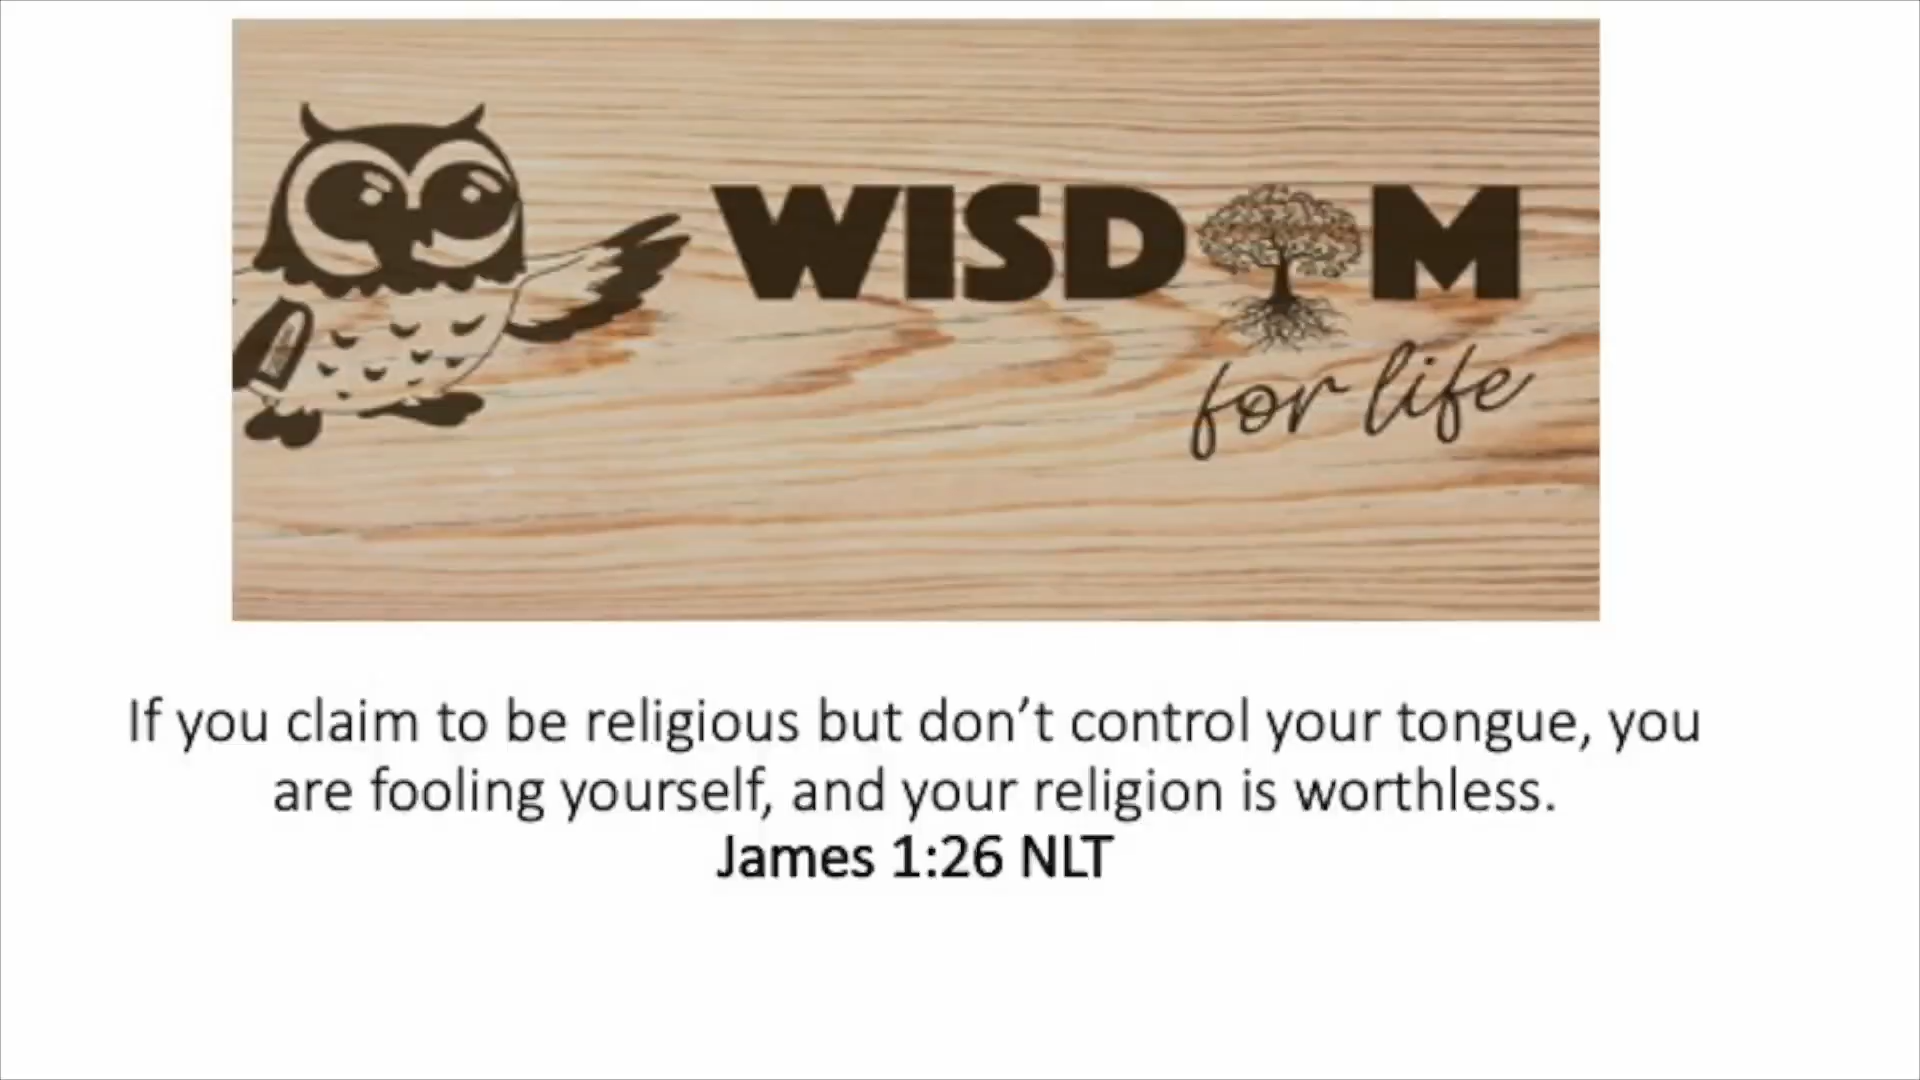 WISDOM
for life
If you claim to be religious but don’t control your tongue, you
are fooling yourself, and your religion is worthless.
James 1:26 NLT